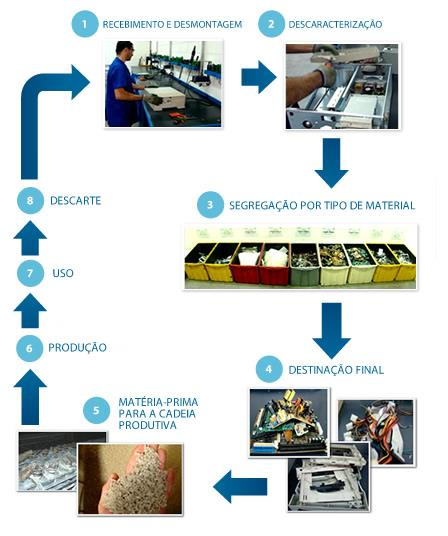 1 RECEBIMENTO E DESMONTAGEM
2 DESCARACTERIZAÇÃO
3 SEGREGAÇÃO POR TIPO DE MATERIAL
4 DESTINAÇÃO FINAL
5 MATÉRIA-PRIMA
PARA A CADEIA
PRODUTIVA
6 PRODUÇÃO
7 USO
8 DESCARTE